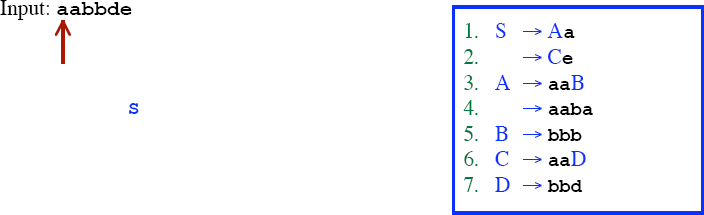 Input: aabbde
S
1. S → Aa
2. → Ce
3. A → aaB
4. → aaba
5. B → bbb
6. C → aaD
7. D → bbd